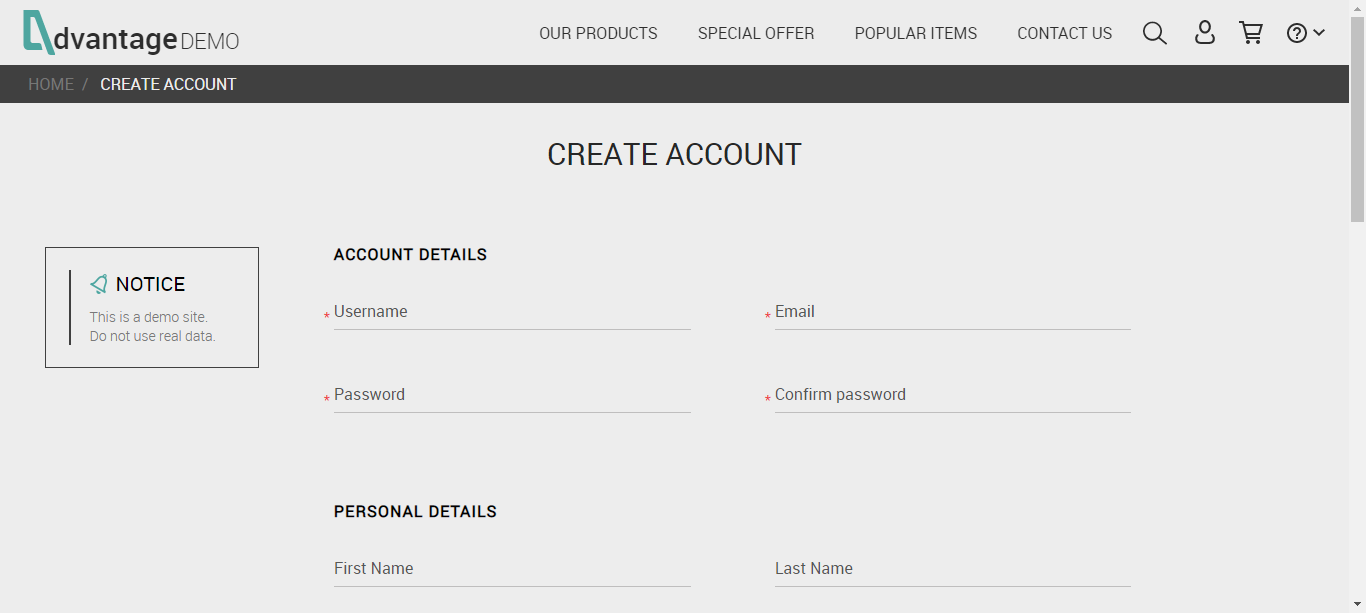 dvantage DEMO
OUR PRODUCTS SPECIAL OFFER POPULAR ITEMS CONTACT US
HOME / CREATE ACCOUNT
CREATE ACCOUNT
NOTICE
This is a demo site.
Do not use real data.
ACCOUNT DETAILS
* Username * Email
* Password * Confirm password
PERSONAL DETAILS
First Name Last Name